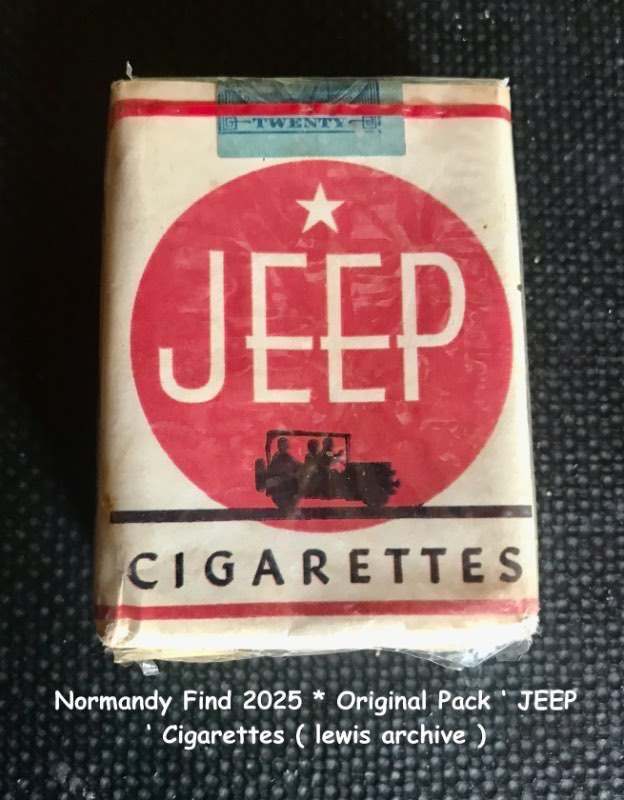 TWENTY
JEEP
CIGARETTES
Normandy Find 2025 * Original Pack ' JEEP
' Cigarettes ( lewis archive )